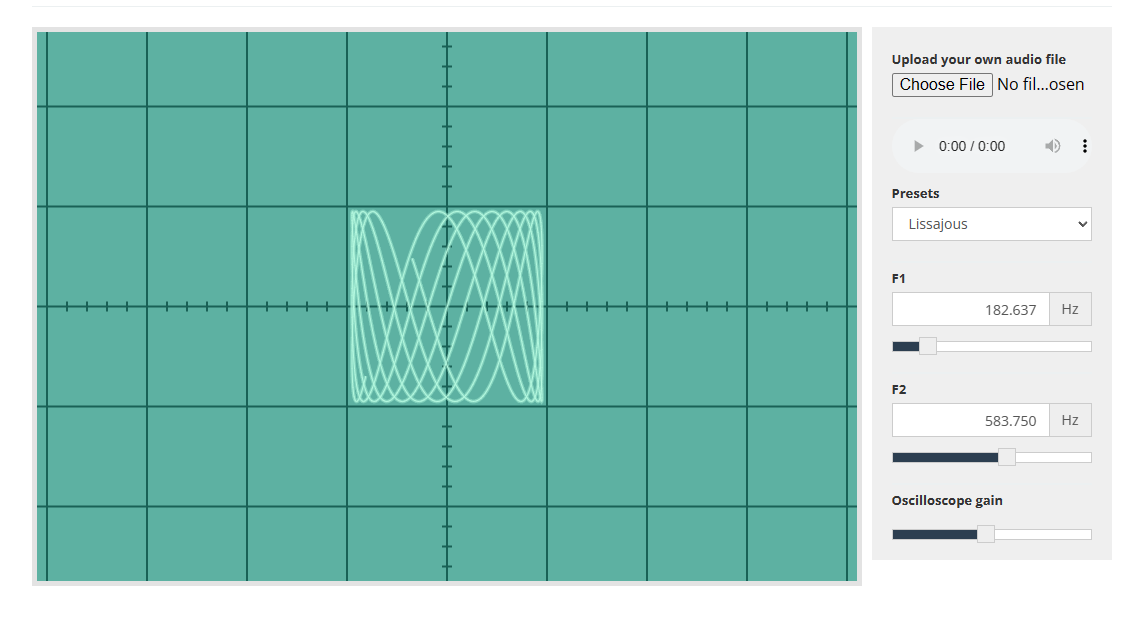 Upload your own audio file
Choose File No fil...osen
0:00 / 0:00
Presets
Lissajous
F1
182.637 Hz
F2
583.750 Hz
Oscilloscope gain